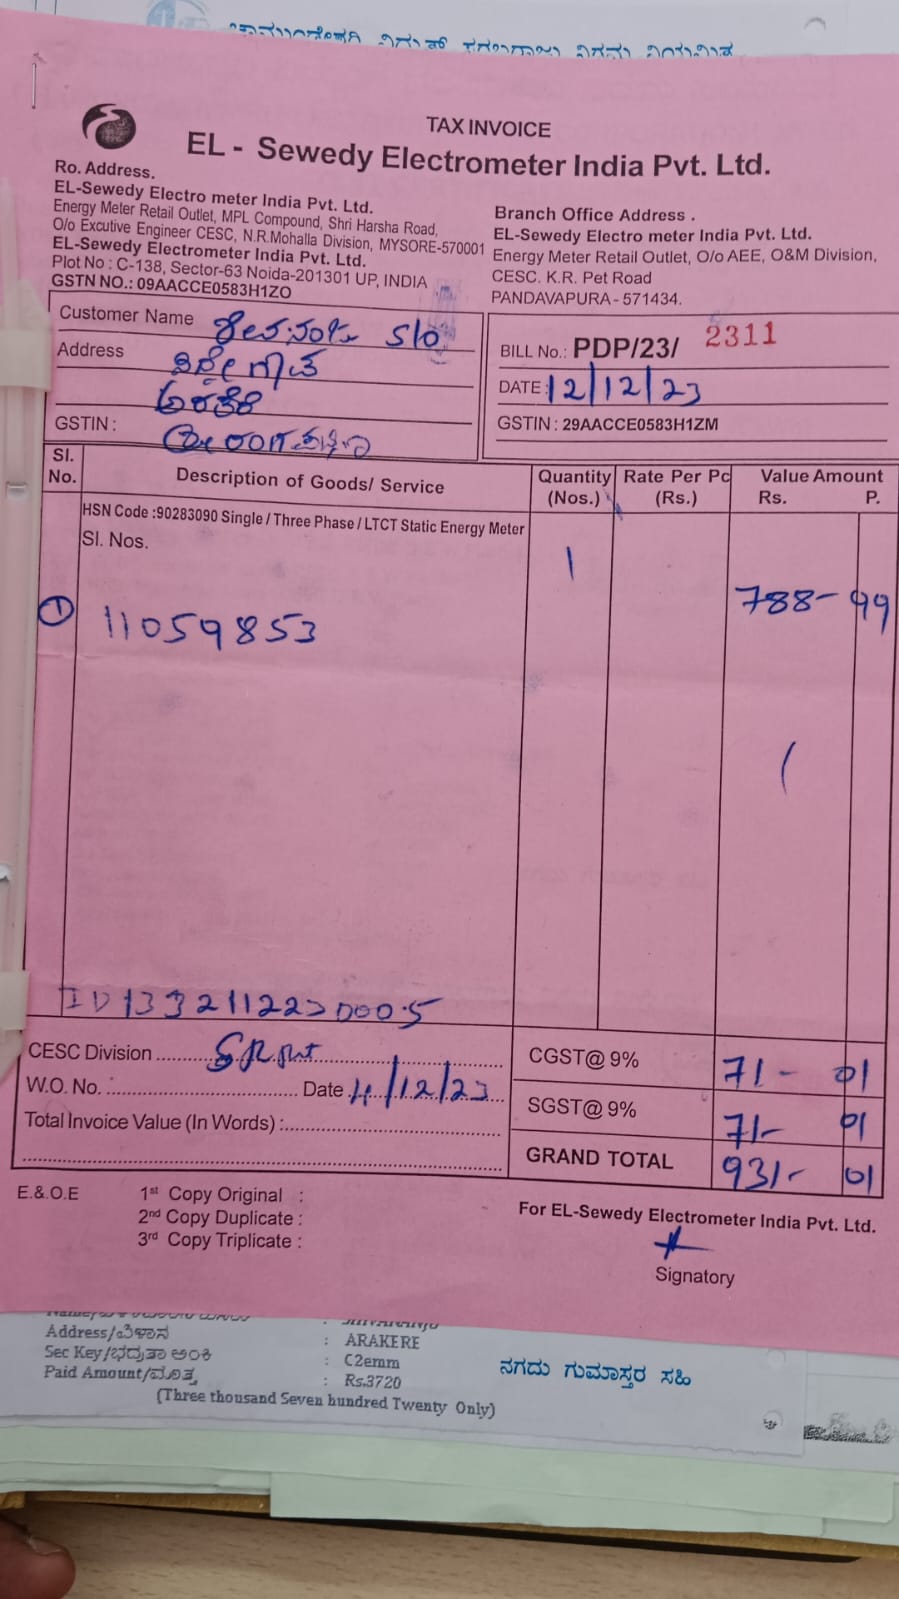 TAX INVOICE
EL - Sewedy Electrometer India Pvt. Ltd.
Ro. Address.
EL-Sewedy Electro meter India Pvt. Ltd.
Energy Meter Retail Outlet, MPL Compound, Shri Harsha Road,
O/o Excutive Engineer CESC, N.R.Mohalla Division, MYSORE-570001
EL-Sewedy Electrometer India Pvt. Ltd.
Plot No : C-138, Sector-63 Noida-201301 UP, INDIA
GSTN NO.: 09AACCE0583H1ZO
Branch Office Address .
EL-Sewedy Electro meter India Pvt. Ltd.
Energy Meter Retail Outlet, O/o AEE, O&M Division,
CESC. K.R. Pet Road
PANDAVAPURA - 571434.
Customer Name S/o
Address
ಅರಕೆರೆ
GSTIN :
BILL No.: PDP/23/ 2311
DATE : 12/12/23
GSTIN : 29AACCE0583H1ZM
Sl. No. Description of Goods/ Service Quantity (Nos.) Rate Per Pc (Rs.) Value Amount Rs. P.
HSN Code :90283090 Single / Three Phase / LTCT Static Energy Meter
Sl. Nos.
1
788- 99
① 11059853
CESC Division
CGST@ 9% 71- 01
W.O. No. Date 4/12/23
SGST@ 9% 71- 01
Total Invoice Value (In Words) :
GRAND TOTAL 931- 01
E.&.O.E 1st Copy Original :
2nd Copy Duplicate :
3rd Copy Triplicate :
For EL-Sewedy Electrometer India Pvt. Ltd.
Signatory
Address/ವಿಳಾಸ : ARAKERE
Sec Key/ಭದ್ರತಾ ಅಂಕಿ : C2emm
Paid Amount/ಮೊತ್ತ : Rs.3720
(Three thousand Seven hundred Twenty Only)
ನಗದು ಗುಮಾಸ್ತರ ಸಹಿ